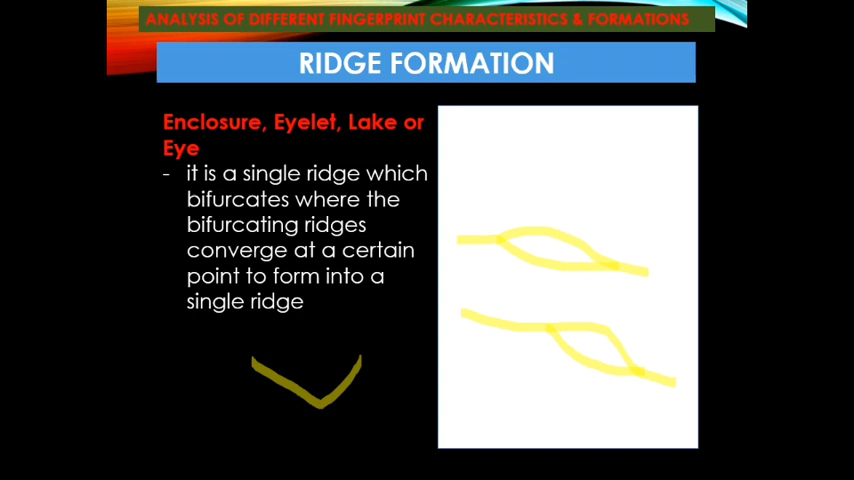 ANALYSIS OF DIFFERENT FINGERPRINT CHARACTERISTICS & FORMATIONS
RIDGE FORMATION
Enclosure, Eyelet, Lake or
Eye
- it is a single ridge which
bifurcates where the
bifurcating ridges
converge at a certain
point to form into a
single ridge